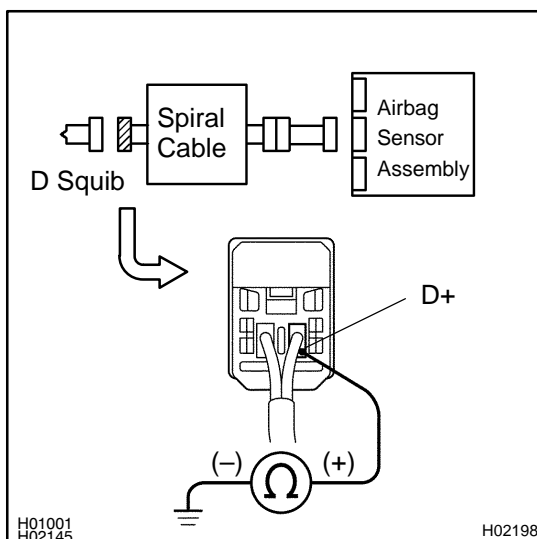 Spiral
Cable
Airbag
Sensor
Assembly
D Squib
D+
(–)
Ω
(+)
H01001
H02145
H02198